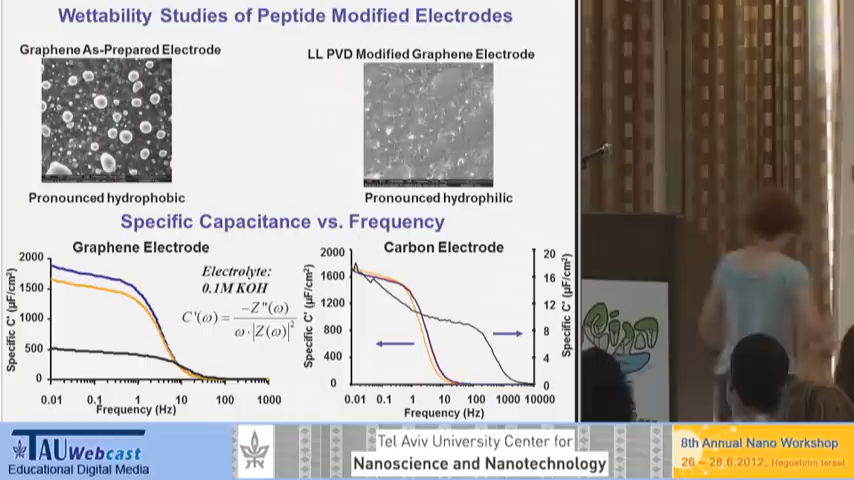 Wettability Studies of Peptide Modified Electrodes
Graphene As-Prepared Electrode
LL PVD Modified Graphene Electrode
Pronounced hydrophobic
Pronounced hydrophilic
Specific Capacitance vs. Frequency
Graphene Electrode
Carbon Electrode
Specific C' (μF/cm²)
2000
1500
1000
500
0
0.01 0.1 1 10 100 1000
Frequency (Hz)
Electrolyte:
0.1M KOH
C'(ω) = −Z''(ω) / ω·|Z(ω)|²
Specific C' (μF/cm²)
2000
1600
1200
800
400
0
0.01 0.1 1 10 100 1000 10000
Frequency (Hz)
20
16
12
8
4
0
Specific C' (μF/cm²)
TAU Webcast
Educational Digital Media
Tel Aviv University Center for
Nanoscience and Nanotechnology
8th Annual Nano Workshop
26 – 28.6.2012, Hagoshrim Israel